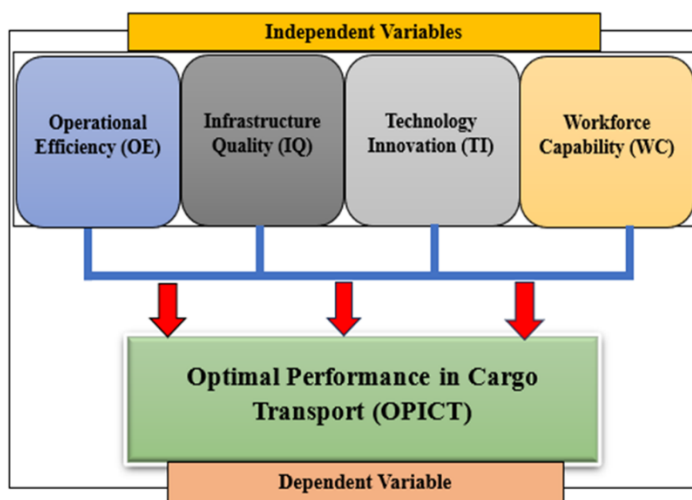 Independent Variables
Operational
Efficiency (OE)
Infrastructure
Quality (IQ)
Technology
Innovation (TI)
Workforce
Capability (WC)
Optimal Performance in Cargo
Transport (OPICT)
Dependent Variable